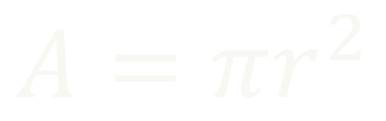 A = πr²